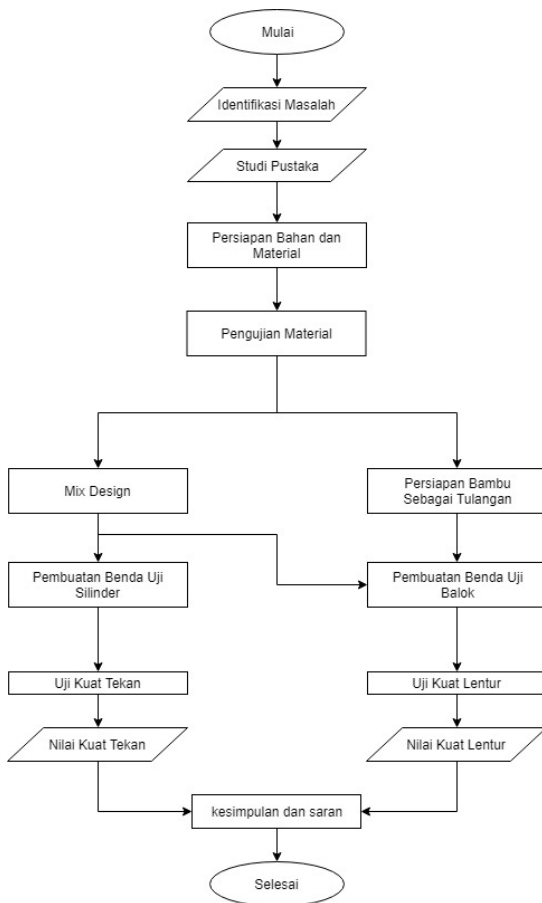 Mulai
Identifikasi Masalah
Studi Pustaka
Persiapan Bahan dan
Material
Pengujian Material
Mix Design
Persiapan Bambu
Sebagai Tulangan
Pembuatan Benda Uji
Silinder
Pembuatan Benda Uji
Balok
Uji Kuat Tekan
Uji Kuat Lentur
Nilai Kuat Tekan
Nilai Kuat Lentur
kesimpulan dan saran
Selesai